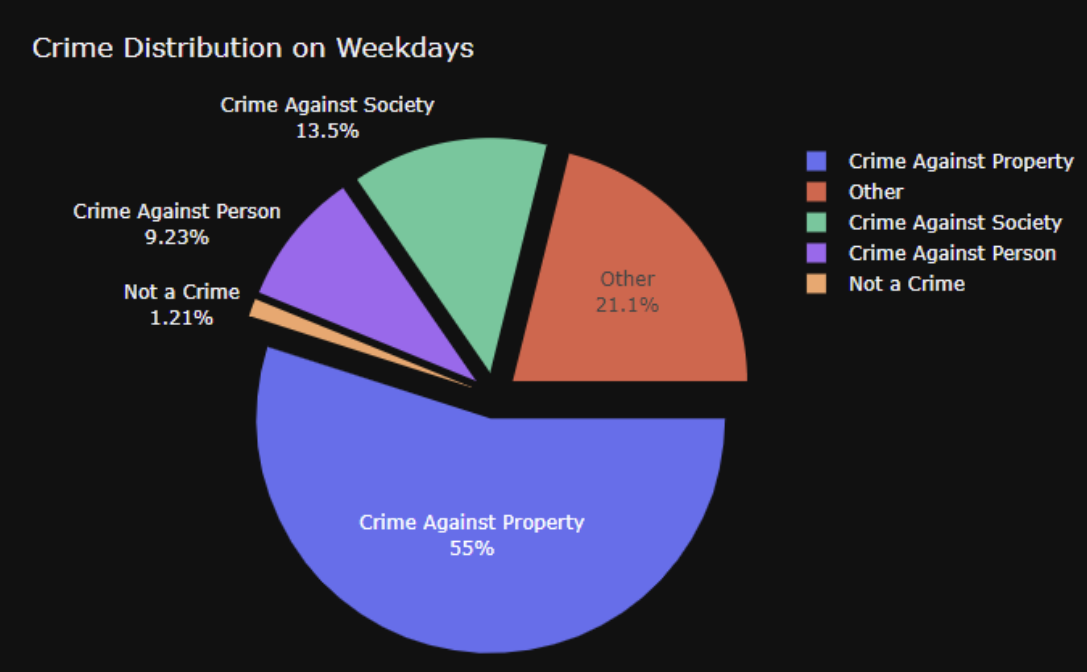 Crime Distribution on Weekdays
Crime Against Society
13.5%
Crime Against Person
9.23%
Not a Crime
1.21%
Other
21.1%
Crime Against Property
55%
Crime Against Property
Other
Crime Against Society
Crime Against Person
Not a Crime